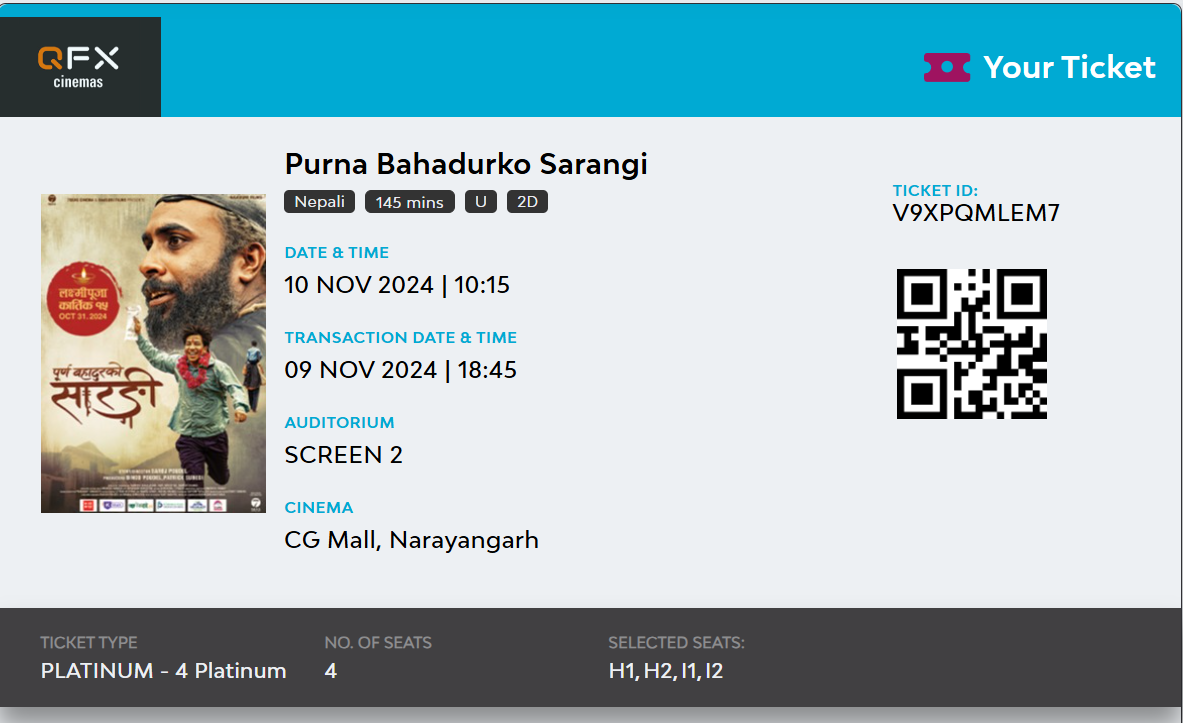 QFX
cinemas
Your Ticket
Purna Bahadurko Sarangi
Nepali 145 mins U 2D
DATE & TIME
10 NOV 2024 | 10:15
TRANSACTION DATE & TIME
09 NOV 2024 | 18:45
AUDITORIUM
SCREEN 2
CINEMA
CG Mall, Narayangarh
TICKET ID:
V9XPQMLEM7
लक्ष्मीपूजा
कार्तिक १५
OCT 31, 2024
पूर्ण बहादुरको
सारङ्गी
TICKET TYPE
PLATINUM - 4 Platinum
NO. OF SEATS
4
SELECTED SEATS:
H1, H2, I1, I2